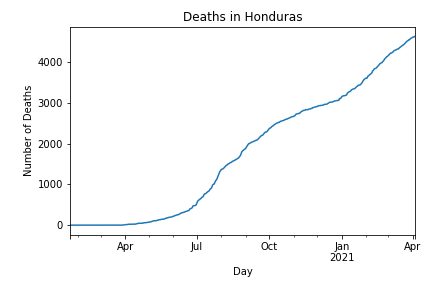 Deaths in Honduras
Number of Deaths
4000
3000
2000
1000
0
Apr
Jul
Oct
Jan
2021
Apr
Day